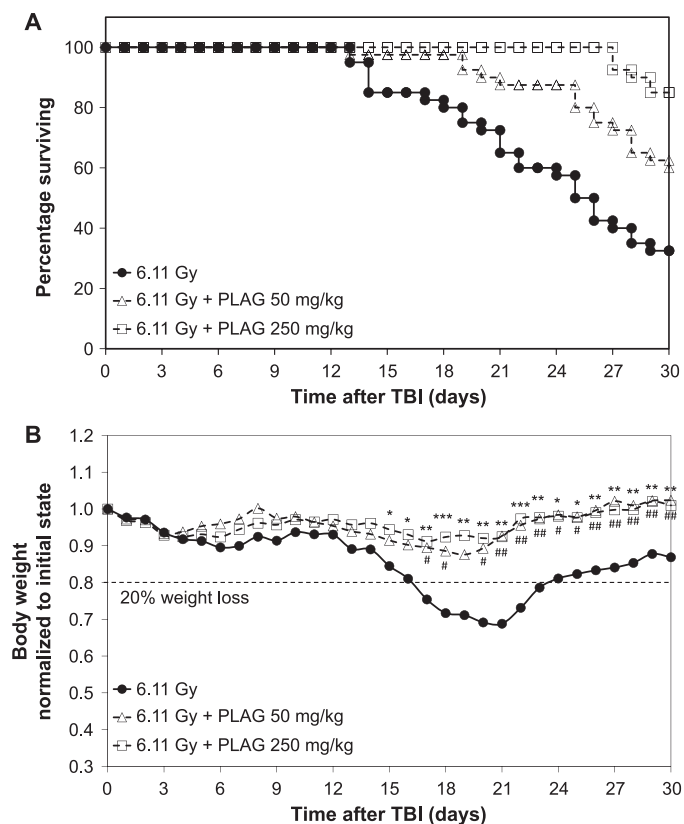 A
Percentage surviving
100
80
60
40
20
0
6.11 Gy
6.11 Gy + PLAG 50 mg/kg
6.11 Gy + PLAG 250 mg/kg
0 3 6 9 12 15 18 21 24 27 30
Time after TBI (days)
B
Body weight
normalized to initial state
1.2
1.1
1.0
0.9
0.8
0.7
0.6
0.5
0.4
0.3
* * ** *** ** ** ** *** ** * * ** ** ** ** **
# # # ## ## ## # # ## ## ## ## ##
20% weight loss
6.11 Gy
6.11 Gy + PLAG 50 mg/kg
6.11 Gy + PLAG 250 mg/kg
0 3 6 9 12 15 18 21 24 27 30
Time after TBI (days)